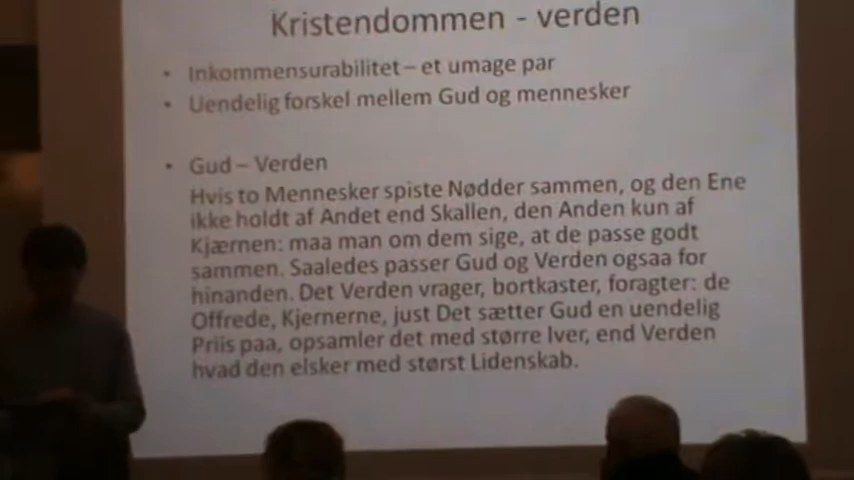 Kristendommen - verden
• Inkommensurabilitet – et umage par
• Uendelig forskel mellem Gud og mennesker
• Gud – Verden
Hvis to Mennesker spiste Nødder sammen, og den Ene
ikke holdt af Andet end Skallen, den Anden kun af
Kjærnen: maa man om dem sige, at de passe godt
sammen. Saaledes passer Gud og Verden ogsaa for
hinanden. Det Verden vrager, bortkaster, foragter: de
Offrede, Kjernerne, just Det sætter Gud en uendelig
Priis paa, opsamler det med større Iver, end Verden
hvad den elsker med størst Lidenskab.